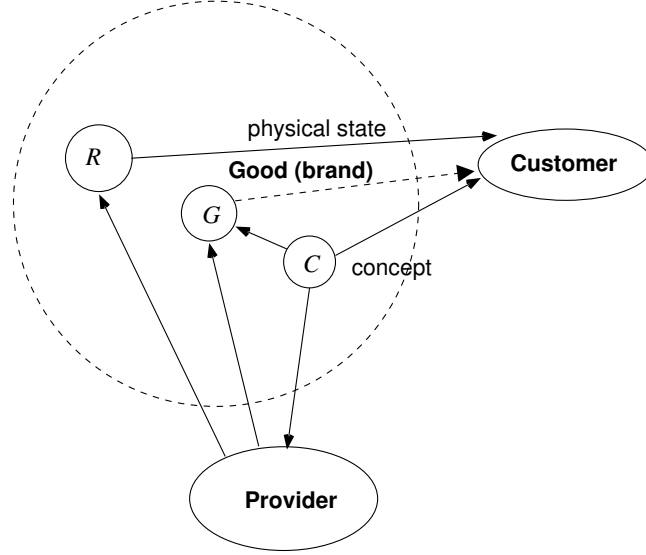 physical state
R
Good (brand)
Customer
G
C
concept
Provider